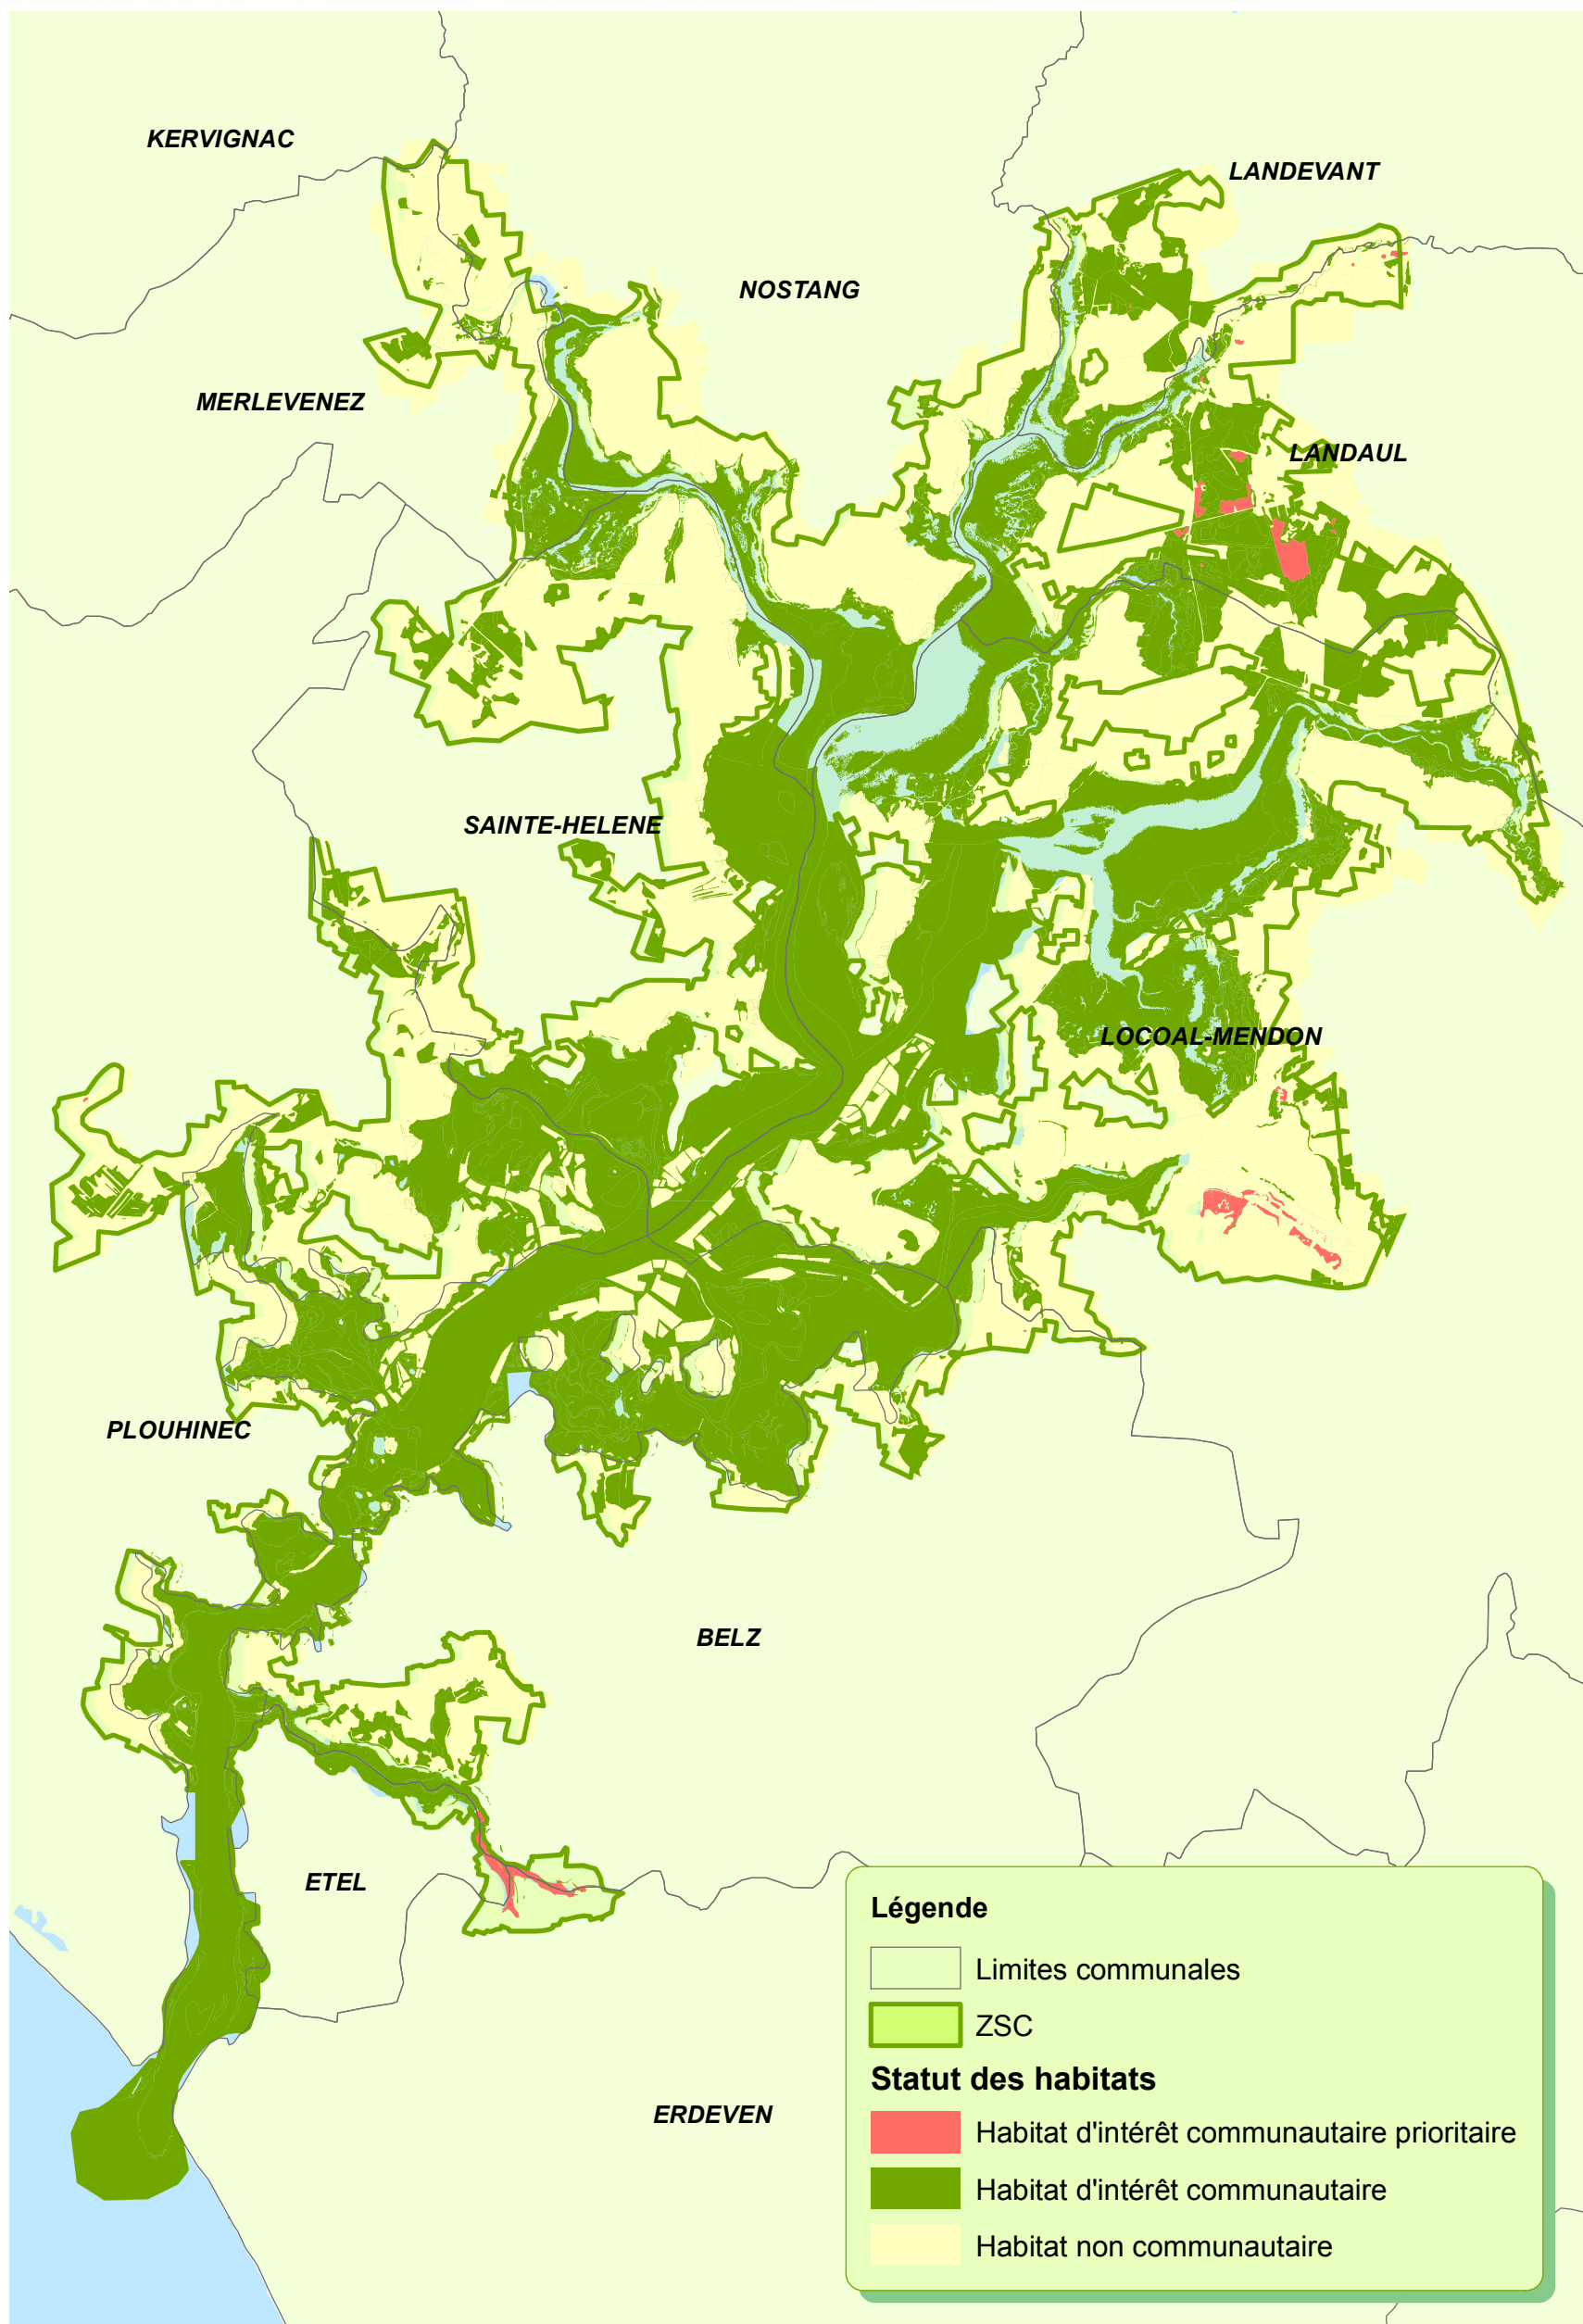 KERVIGNAC
LANDEVANT
NOSTANG
MERLEVENEZ
LANDAUL
SAINTE-HELENE
LOCOAL-MENDON
PLOUHINEC
BELZ
ETEL
ERDEVEN
Légende
Limites communales
ZSC
Statut des habitats
Habitat d'intérêt communautaire prioritaire
Habitat d'intérêt communautaire
Habitat non communautaire